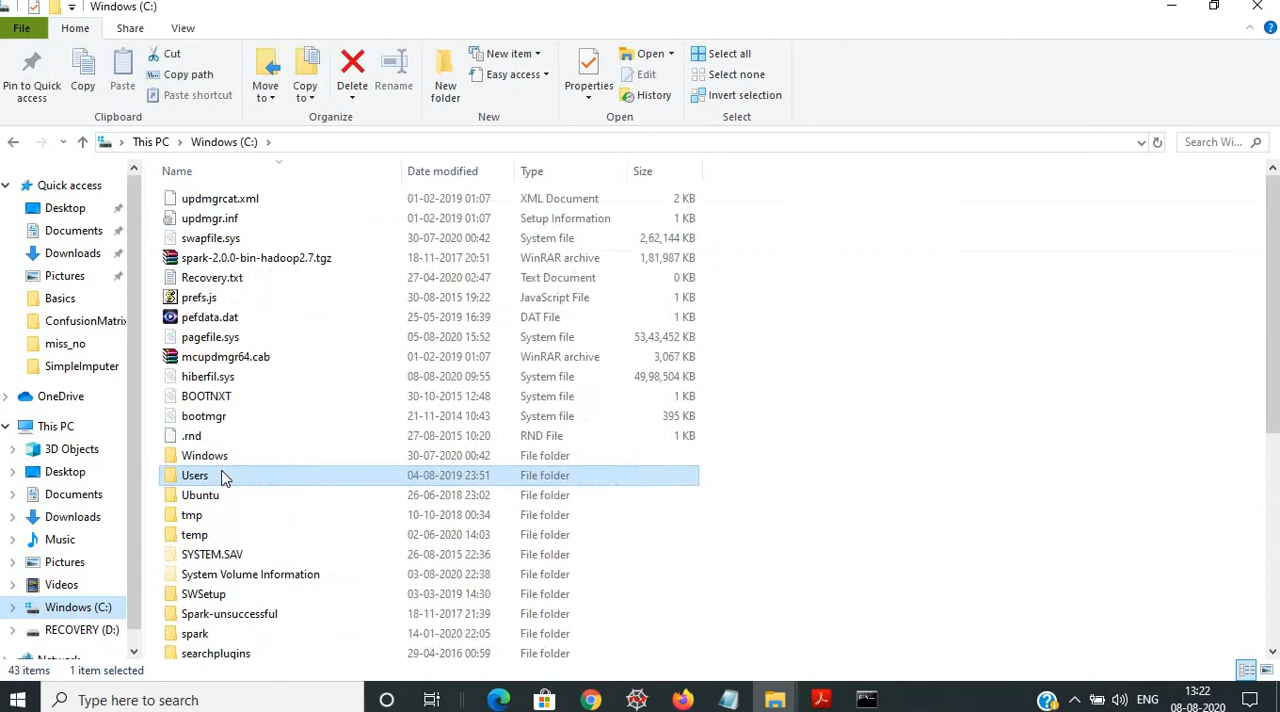 Windows (C:)
File
Home
Share
View
Pin to Quick access
Copy
Paste
Cut
Copy path
Paste shortcut
Clipboard
Move to
Copy to
Delete
Rename
Organize
New folder
New item
Easy access
New
Properties
Open
Edit
History
Open
Select all
Select none
Invert selection
Select
This PC > Windows (C:) >
Search Wi...
Quick access
Desktop
Documents
Downloads
Pictures
Basics
ConfusionMatri
miss_no
SimpleImputer
OneDrive
This PC
3D Objects
Desktop
Documents
Downloads
Music
Pictures
Videos
Windows (C:)
RECOVERY (D:)
Name Date modified Type Size
updmgrcat.xml 01-02-2019 01:07 XML Document 2 KB
updmgr.inf 01-02-2019 01:07 Setup Information 1 KB
swapfile.sys 30-07-2020 00:42 System file 2,62,144 KB
spark-2.0.0-bin-hadoop2.7.tgz 18-11-2017 20:51 WinRAR archive 1,81,987 KB
Recovery.txt 27-04-2020 02:47 Text Document 0 KB
prefs.js 30-08-2015 19:22 JavaScript File 1 KB
pefdata.dat 25-05-2019 16:39 DAT File 1 KB
pagefile.sys 05-08-2020 15:52 System file 53,43,452 KB
mcupdmgr64.cab 01-02-2019 01:07 WinRAR archive 3,067 KB
hiberfil.sys 08-08-2020 09:55 System file 49,98,504 KB
BOOTNXT 30-10-2015 12:48 System file 1 KB
bootmgr 21-11-2014 10:43 System file 395 KB
.rnd 27-08-2015 10:20 RND File 1 KB
Windows 30-07-2020 00:42 File folder
Users 04-08-2019 23:51 File folder
Ubuntu 26-06-2018 23:02 File folder
tmp 10-10-2018 00:34 File folder
temp 02-06-2020 14:03 File folder
SYSTEM.SAV 26-08-2015 22:36 File folder
System Volume Information 03-08-2020 22:38 File folder
SWSetup 03-03-2019 14:30 File folder
Spark-unsuccessful 18-11-2017 21:39 File folder
spark 14-01-2020 22:05 File folder
searchplugins 29-04-2016 00:59 File folder
43 items 1 item selected
Type here to search
ENG
13:22
08-08-2020